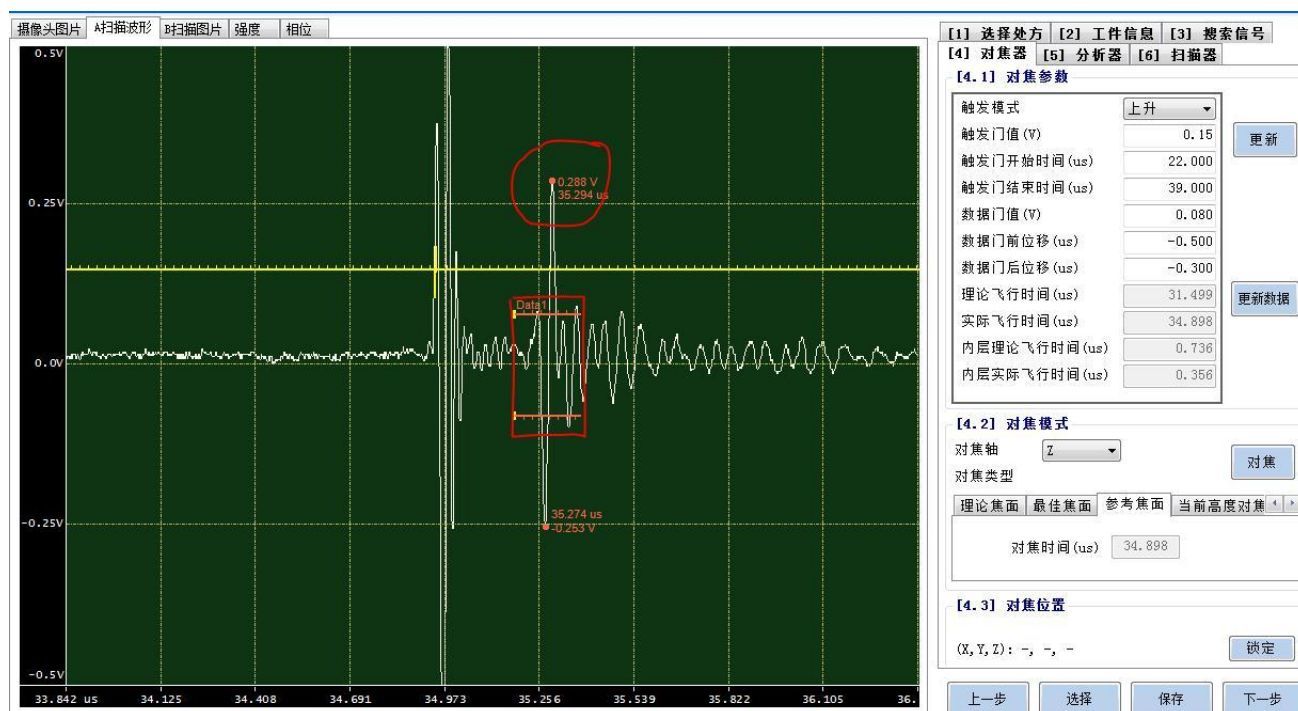 摄像头图片 A扫描波形 B扫描图片 强度 相位
0.5V
0.25V
0.0V
-0.25V
-0.5V
0.288 V
35.294 us
Data1
35.274 us
-0.253 V
33.842 us 34.125 34.408 34.691 34.973 35.256 35.539 35.822 36.105 36.
[1] 选择处方 [2] 工件信息 [3] 搜索信号
[4] 对焦器 [5] 分析器 [6] 扫描器
[4.1] 对焦参数
触发模式 上升
触发门值(V) 0.15
更新
触发门开始时间(us) 22.000
触发门结束时间(us) 39.000
数据门值(V) 0.080
数据门前位移(us) -0.500
数据门后位移(us) -0.300
理论飞行时间(us) 31.499
更新数据
实际飞行时间(us) 34.898
内层理论飞行时间(us) 0.736
内层实际飞行时间(us) 0.356
[4.2] 对焦模式
对焦轴 Z
对焦
对焦类型
理论焦面 最佳焦面 参考焦面 当前高度对焦
对焦时间(us) 34.898
[4.3] 对焦位置
(X,Y,Z): -, -, -
锁定
上一步 选择 保存 下一步